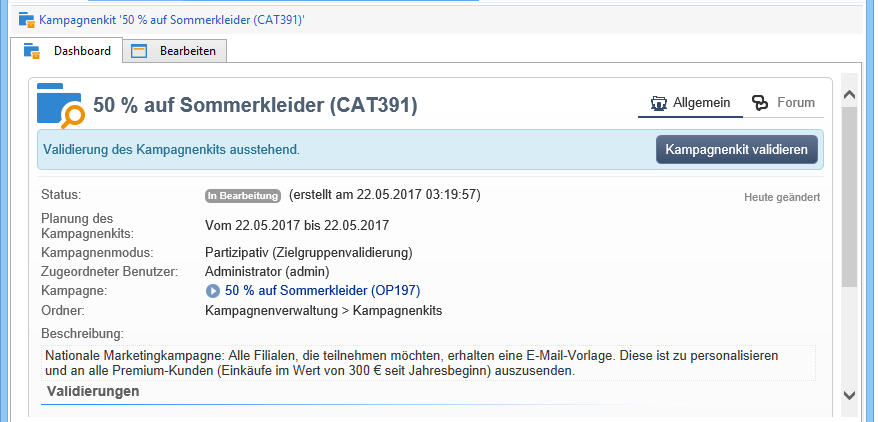 Kampagnenkit '50 % auf Sommerkleider (CAT391)'
Dashboard Bearbeiten
50 % auf Sommerkleider (CAT391) Allgemein Forum
Validierung des Kampagnenkits ausstehend. Kampagnenkit validieren
Status: In Bearbeitung (erstellt am 22.05.2017 03:19:57) Heute geändert
Planung des
Kampagnenkits: Vom 22.05.2017 bis 22.05.2017
Kampagnenmodus: Partizipativ (Zielgruppenvalidierung)
Zugeordneter Benutzer: Administrator (admin)
Kampagne: 50 % auf Sommerkleider (OP197)
Ordner: Kampagnenverwaltung > Kampagnenkits
Beschreibung:
Nationale Marketingkampagne: Alle Filialen, die teilnehmen möchten, erhalten eine E-Mail-Vorlage. Diese ist zu personalisieren
und an alle Premium-Kunden (Einkäufe im Wert von 300 € seit Jahresbeginn) auszusenden.
Validierungen